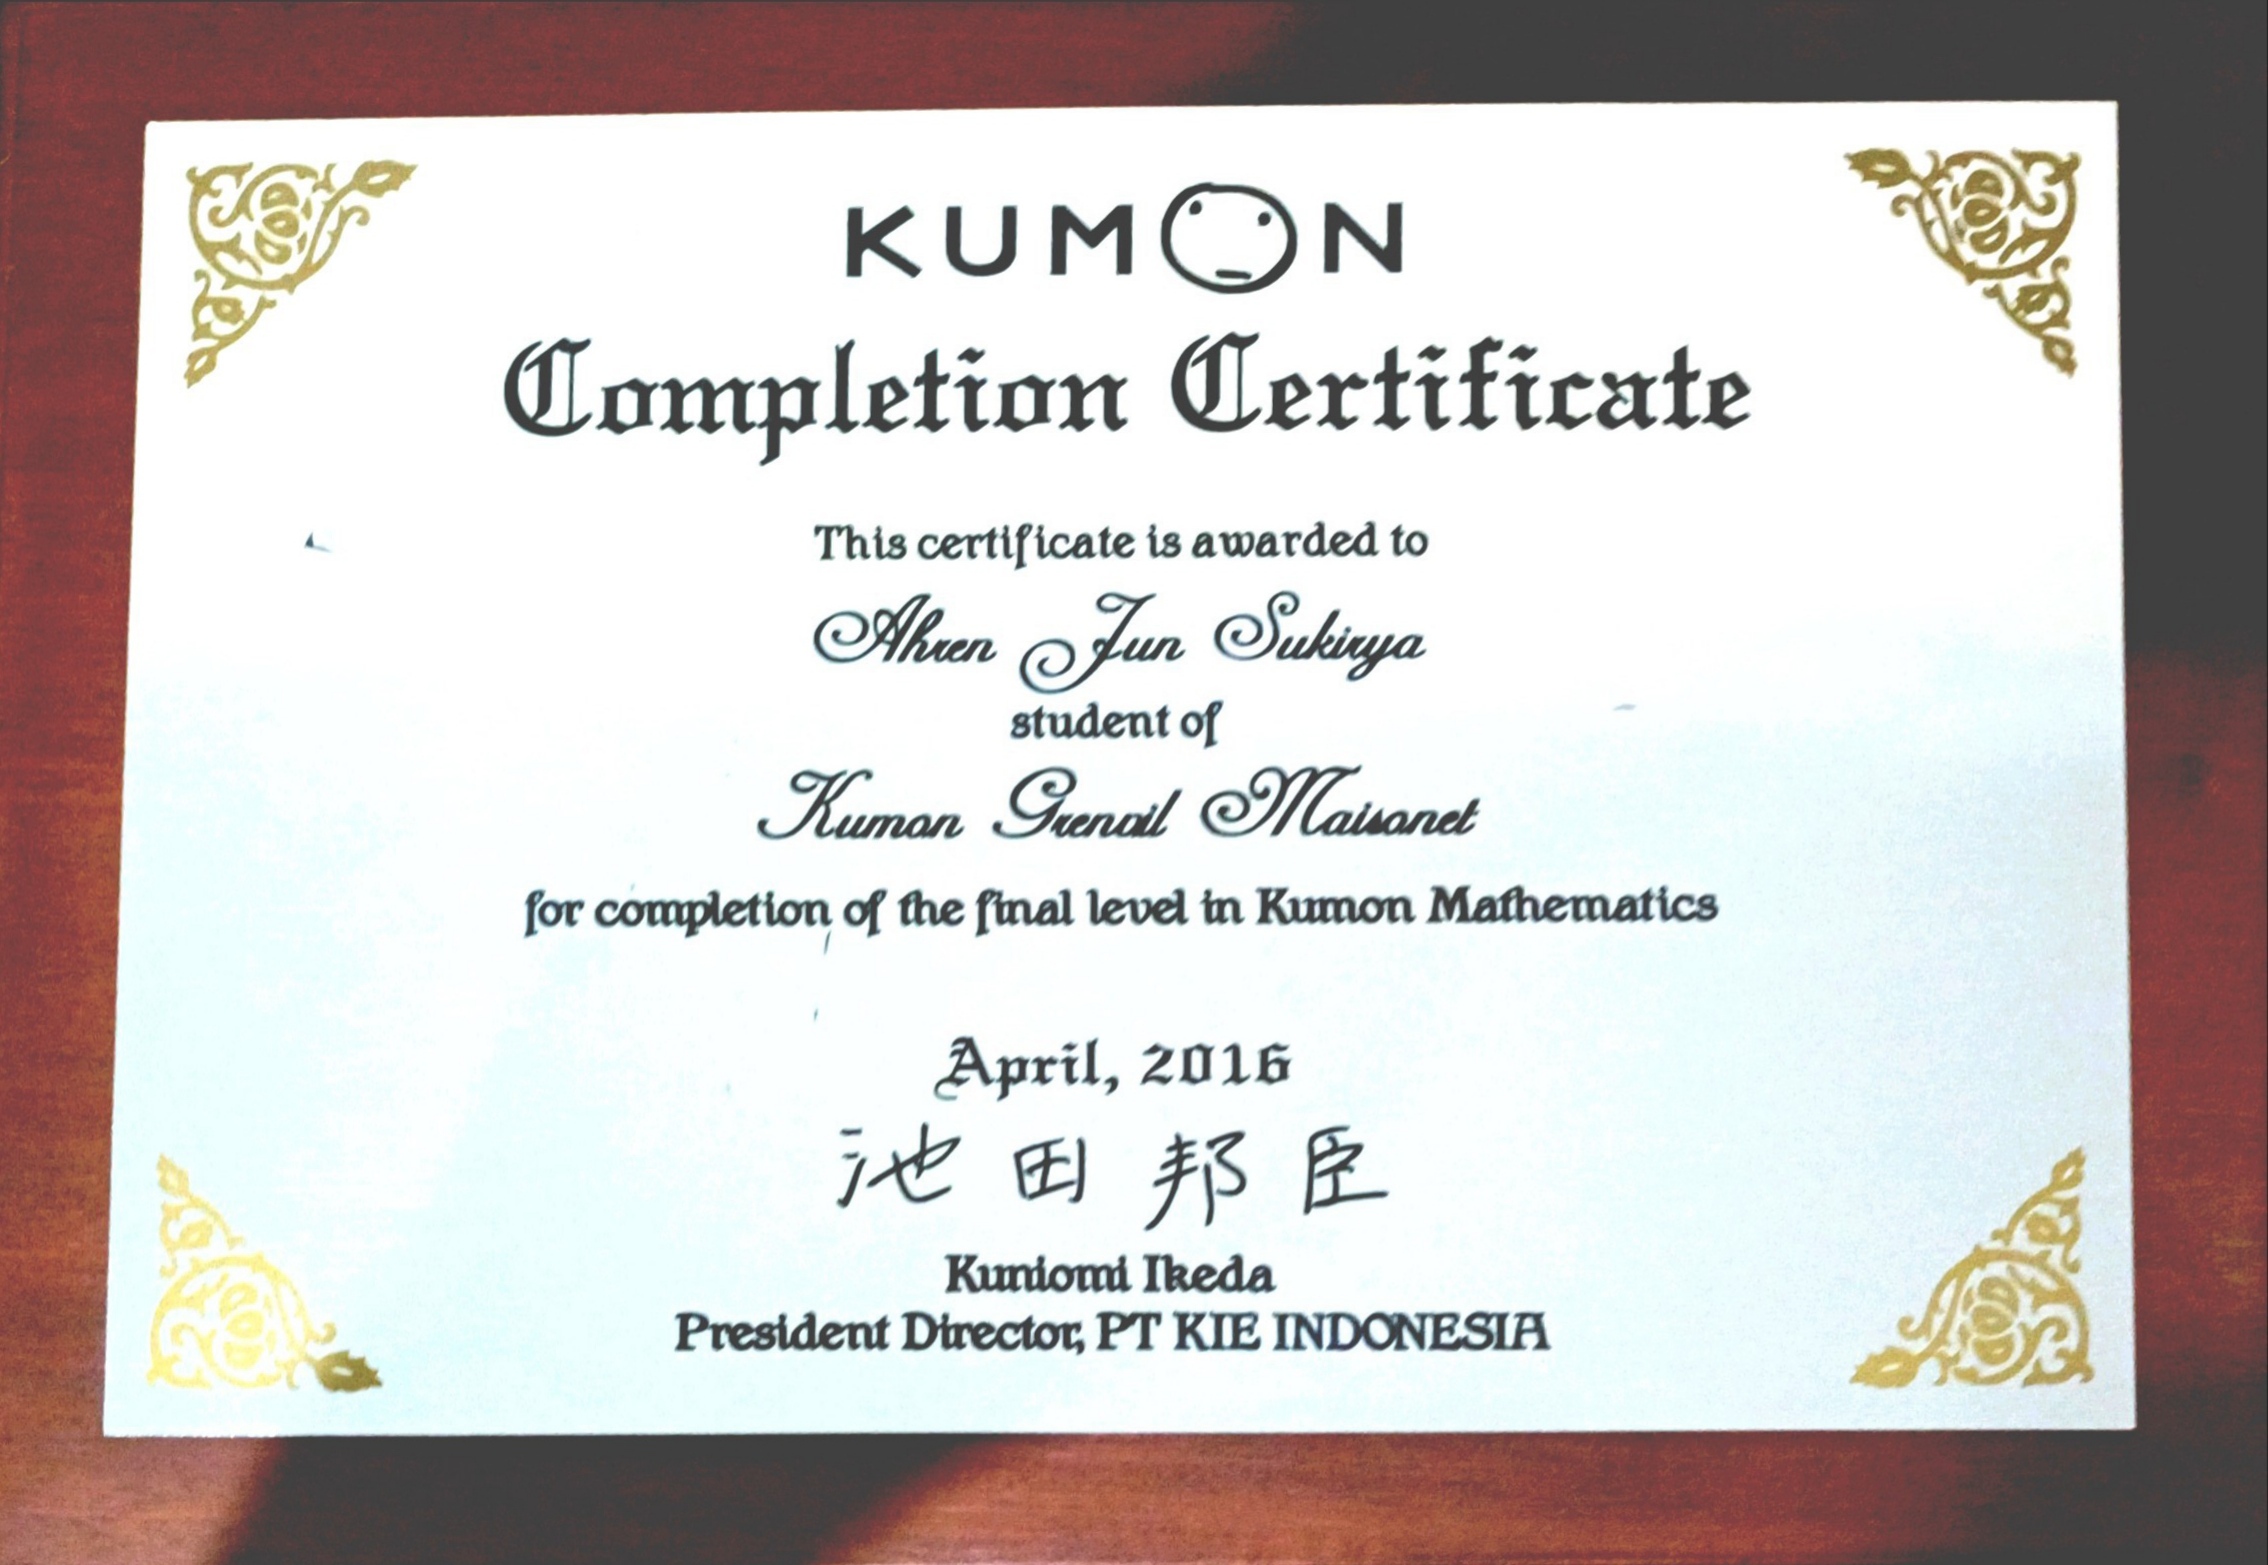 KUMON
Completion Certificate
This certificate is awarded to
Ahren Jun Sukirya
student of
Kumon Grenoil Maisonet
for completion of the final level in Kumon Mathematics
April, 2016
池田邦臣
Kuniomi Ikeda
President Director, PT KIE INDONESIA